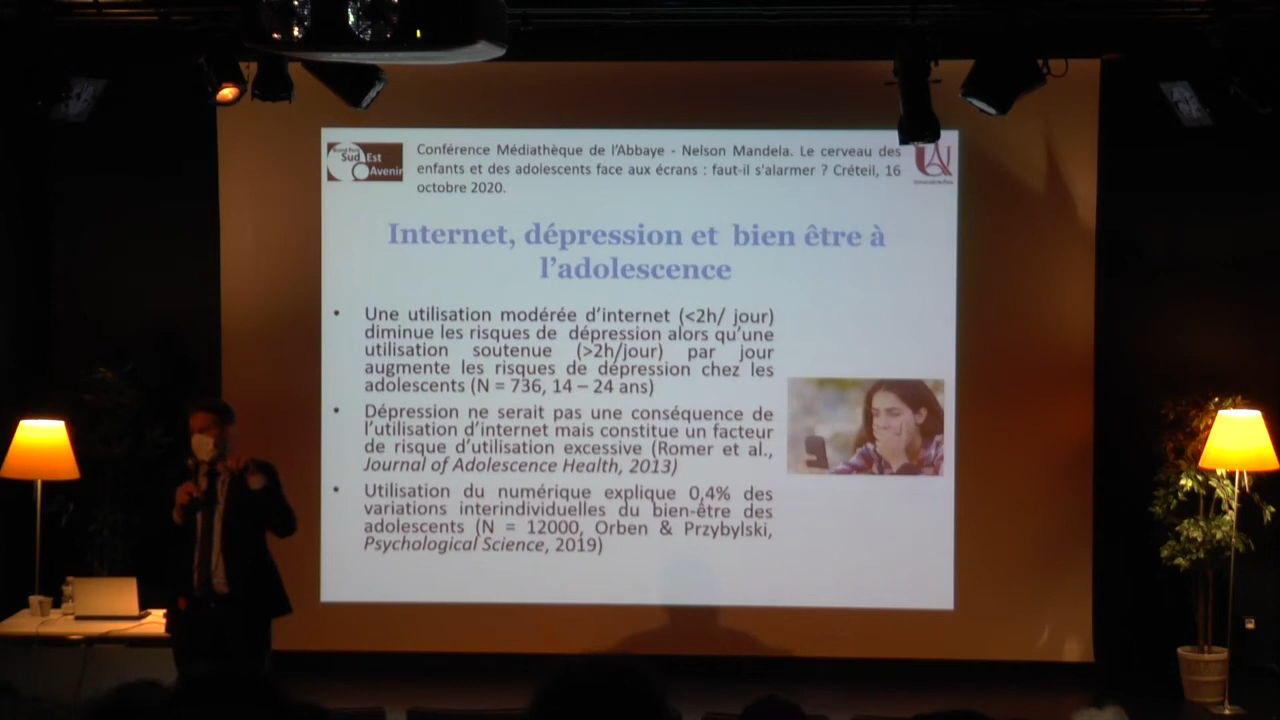 Grand Paris
Sud Est
Avenir
Conférence Médiathèque de l'Abbaye - Nelson Mandela. Le cerveau des
enfants et des adolescents face aux écrans : faut-il s'alarmer ? Créteil, 16
octobre 2020.
Université de Paris
Internet, dépression et bien être à
l'adolescence
• Une utilisation modérée d'internet (<2h/ jour)
diminue les risques de dépression alors qu'une
utilisation soutenue (>2h/jour) par jour
augmente les risques de dépression chez les
adolescents (N = 736, 14 – 24 ans)
• Dépression ne serait pas une conséquence de
l'utilisation d'internet mais constitue un facteur
de risque d'utilisation excessive (Romer et al.,
Journal of Adolescence Health, 2013)
• Utilisation du numérique explique 0,4% des
variations interindividuelles du bien-être des
adolescents (N = 12000, Orben & Przybylski,
Psychological Science, 2019)